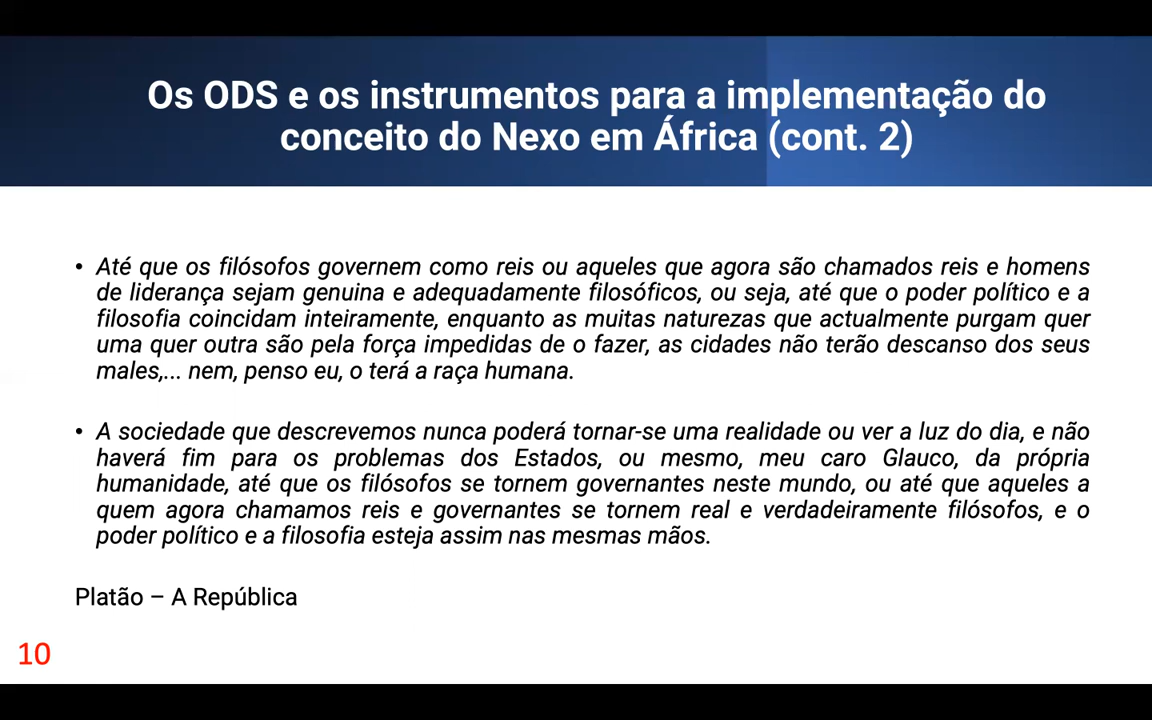 Os ODS e os instrumentos para a implementação do
conceito do Nexo em África (cont. 2)
• Até que os filósofos governem como reis ou aqueles que agora são chamados reis e homens
de liderança sejam genuina e adequadamente filosóficos, ou seja, até que o poder político e a
filosofia coincidam inteiramente, enquanto as muitas naturezas que actualmente purgam quer
uma quer outra são pela força impedidas de o fazer, as cidades não terão descanso dos seus
males,... nem, penso eu, o terá a raça humana.
• A sociedade que descrevemos nunca poderá tornar-se uma realidade ou ver a luz do dia, e não
haverá fim para os problemas dos Estados, ou mesmo, meu caro Glauco, da própria
humanidade, até que os filósofos se tornem governantes neste mundo, ou até que aqueles a
quem agora chamamos reis e governantes se tornem real e verdadeiramente filósofos, e o
poder político e a filosofia esteja assim nas mesmas mãos.
Platão – A República
10